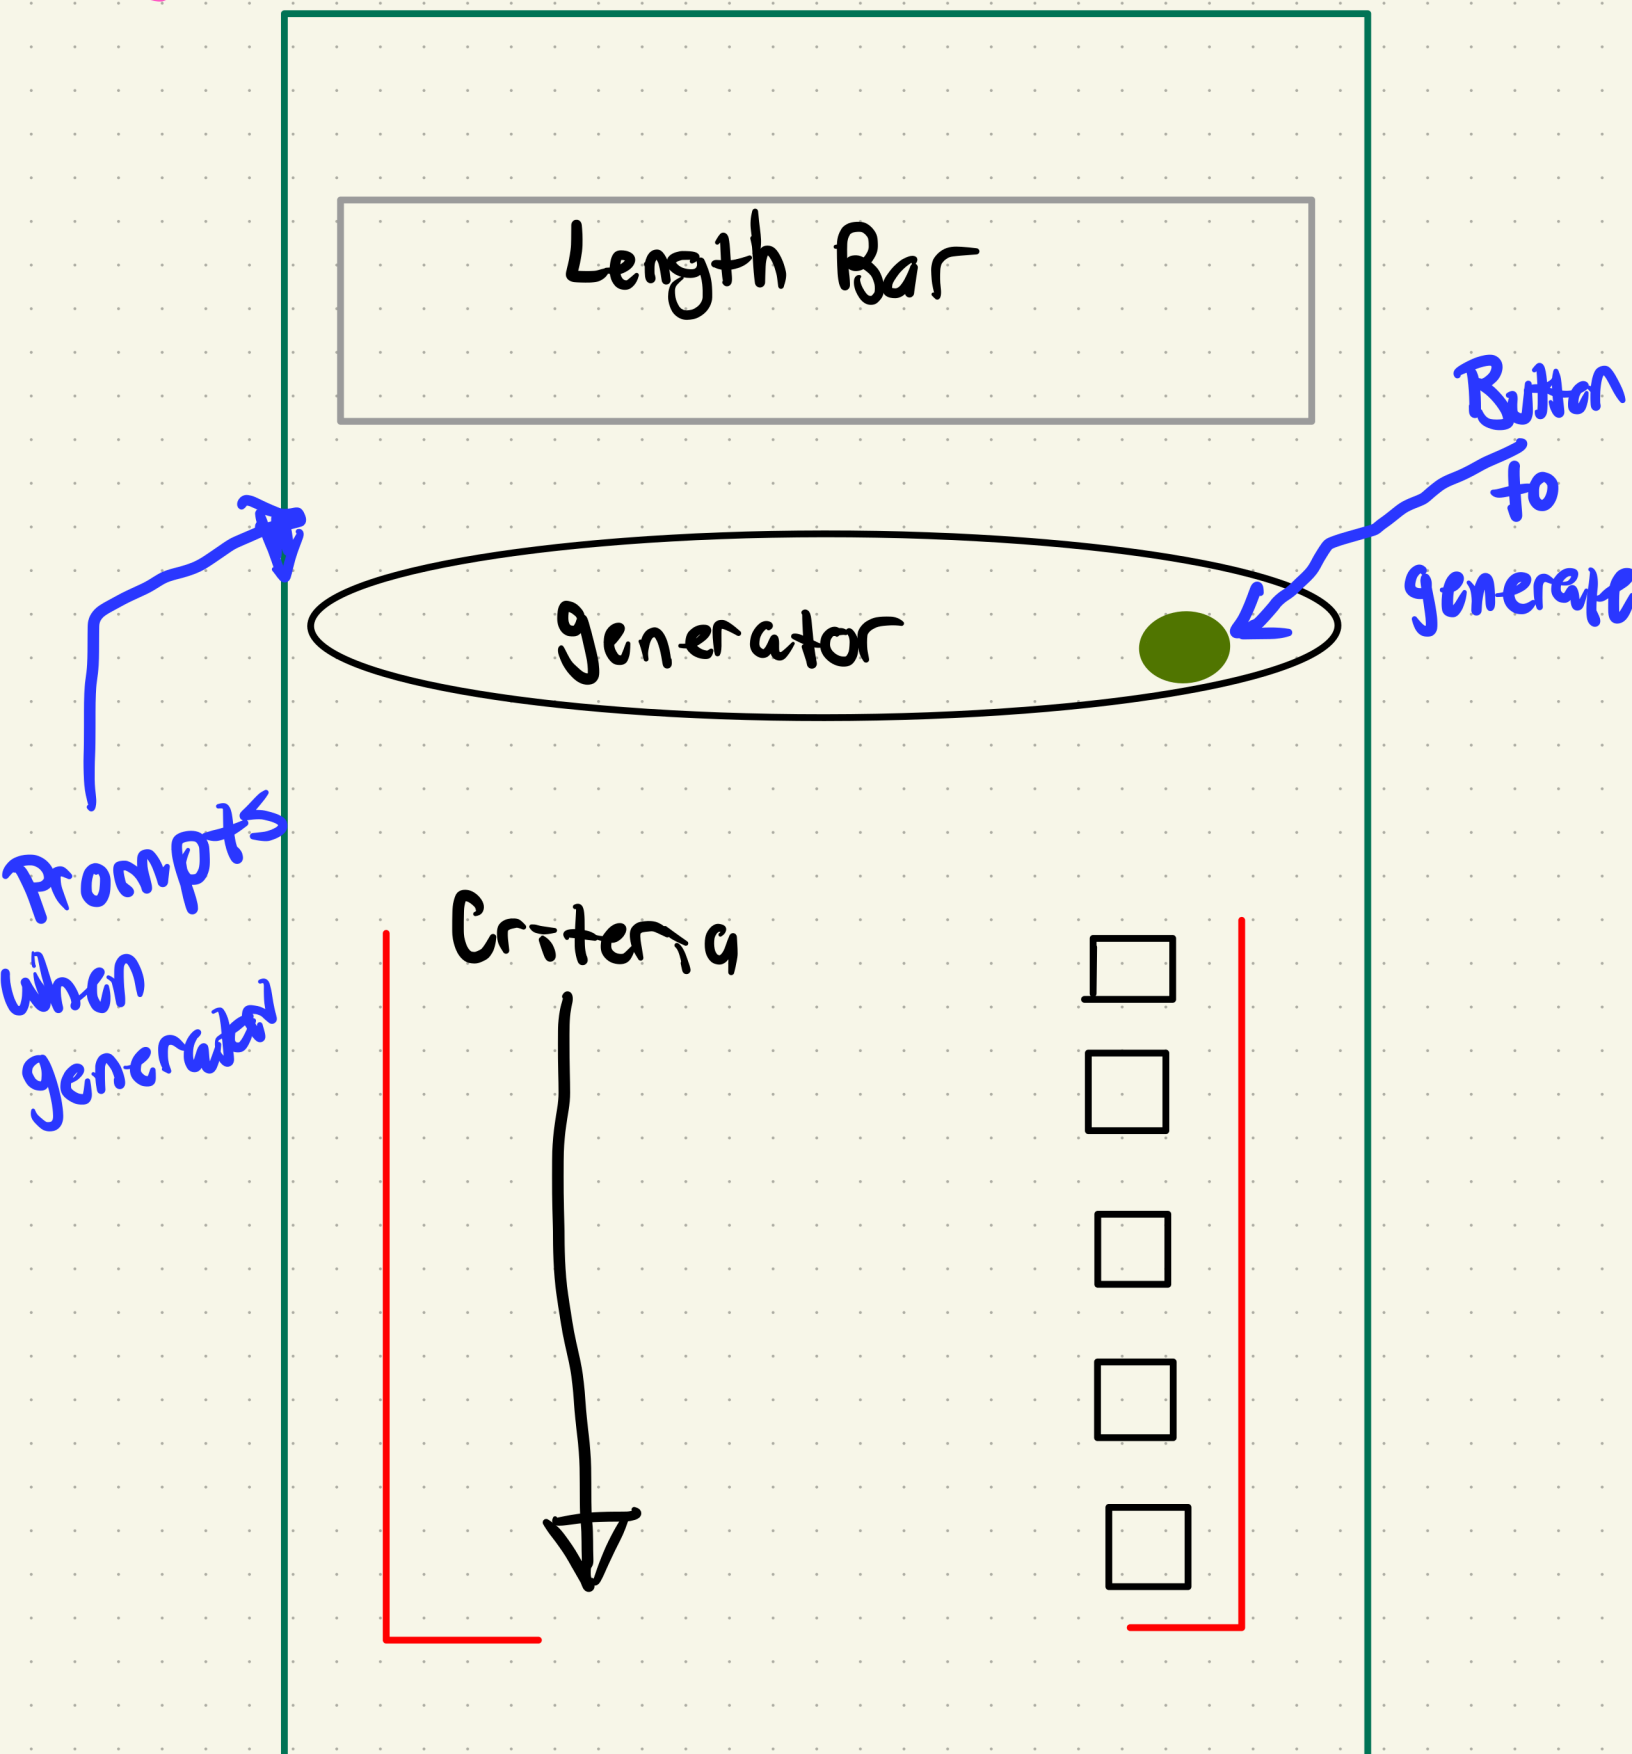 Length Bar
Button
to
generate
generator
Prompts
when
generated
Criteria